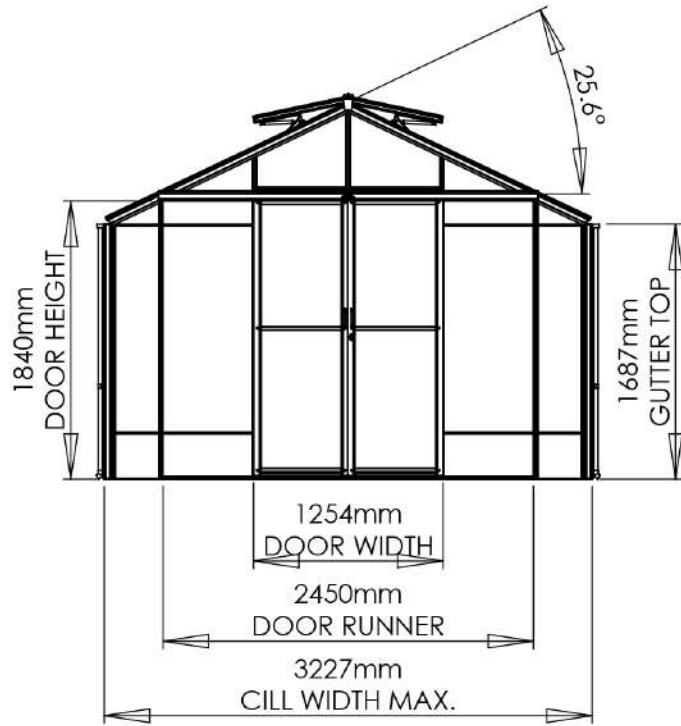 25.6°
1840mm
DOOR HEIGHT
1687mm
GUTTER TOP
1254mm
DOOR WIDTH
2450mm
DOOR RUNNER
3227mm
CILL WIDTH MAX.